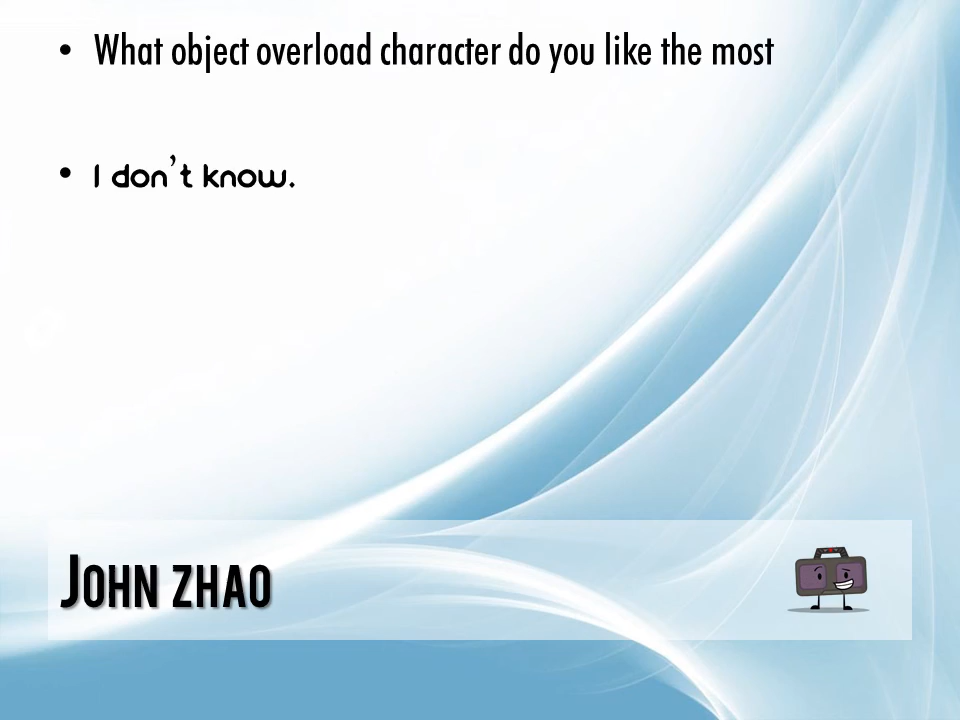 • What object overload character do you like the most
• I don't know.
John zhao